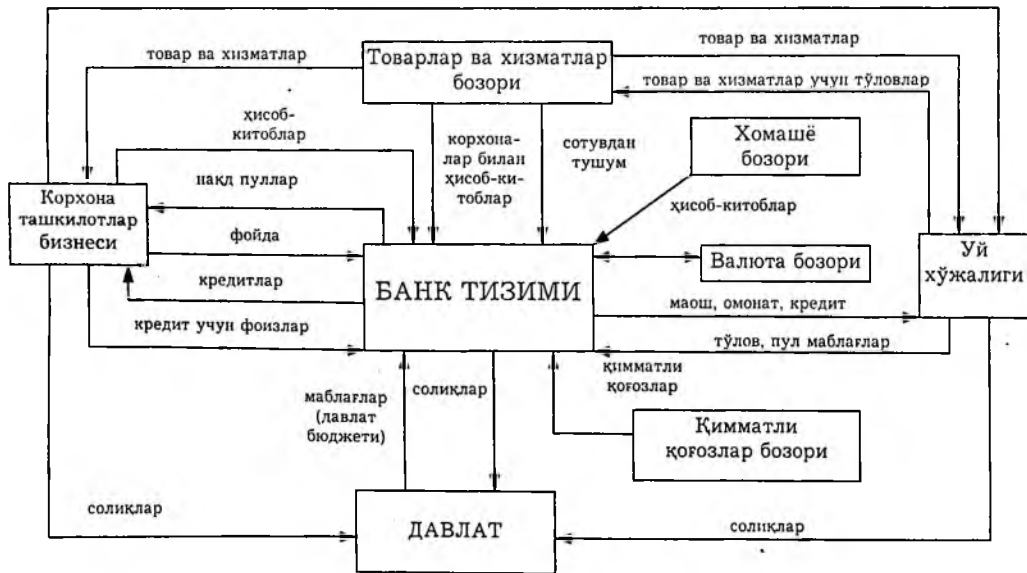 товар ва хизматлар
Товарлар ва хизматлар
бозори
товар ва хизматлар
товар ва хизматлар учун тўловлар
ҳисоб-
китоблар
корхона-
лар билан
ҳисоб-ки-
тоблар
сотувдан
тушум
Хомашё
бозори
нақд пуллар
Корхона
ташкилотлар
бизнеси
ҳисоб-китоблар
фойда
Валюта бозори
Уй
хўжалиги
кредитлар
БАНК ТИЗИМИ
маош, омонат, кредит
кредит учун фоизлар
тўлов, пул маблағлар
қимматли
қоғозлар
маблағлар
(давлат
бюджети)
солиқлар
Қимматли
қоғозлар бозори
солиқлар
ДАВЛАТ
солиқлар